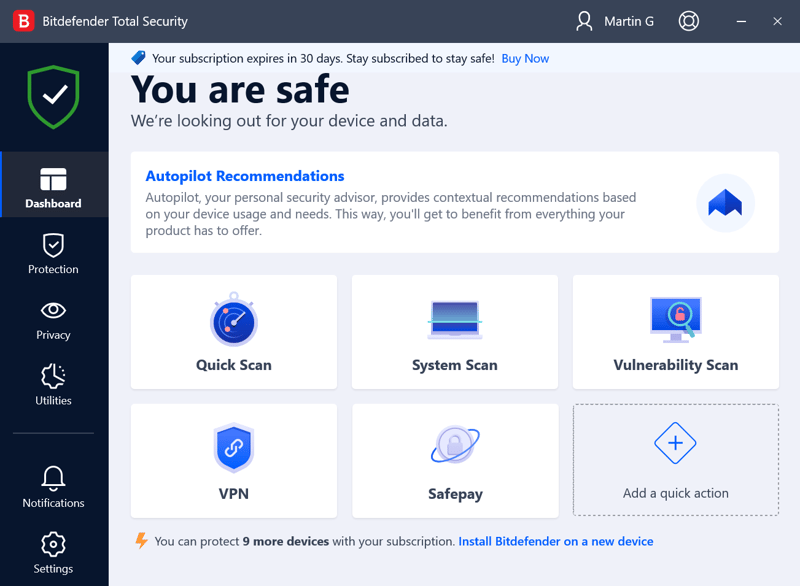 B Bitdefender Total Security
Martin G
Your subscription expires in 30 days. Stay subscribed to stay safe! Buy Now
You are safe
We’re looking out for your device and data.
Dashboard
Protection
Privacy
Utilities
Notifications
Settings
Autopilot Recommendations
Autopilot, your personal security advisor, provides contextual recommendations based
on your device usage and needs. This way, you'll get to benefit from everything your
product has to offer.
Quick Scan
System Scan
Vulnerability Scan
VPN
Safepay
Add a quick action
You can protect 9 more devices with your subscription. Install Bitdefender on a new device